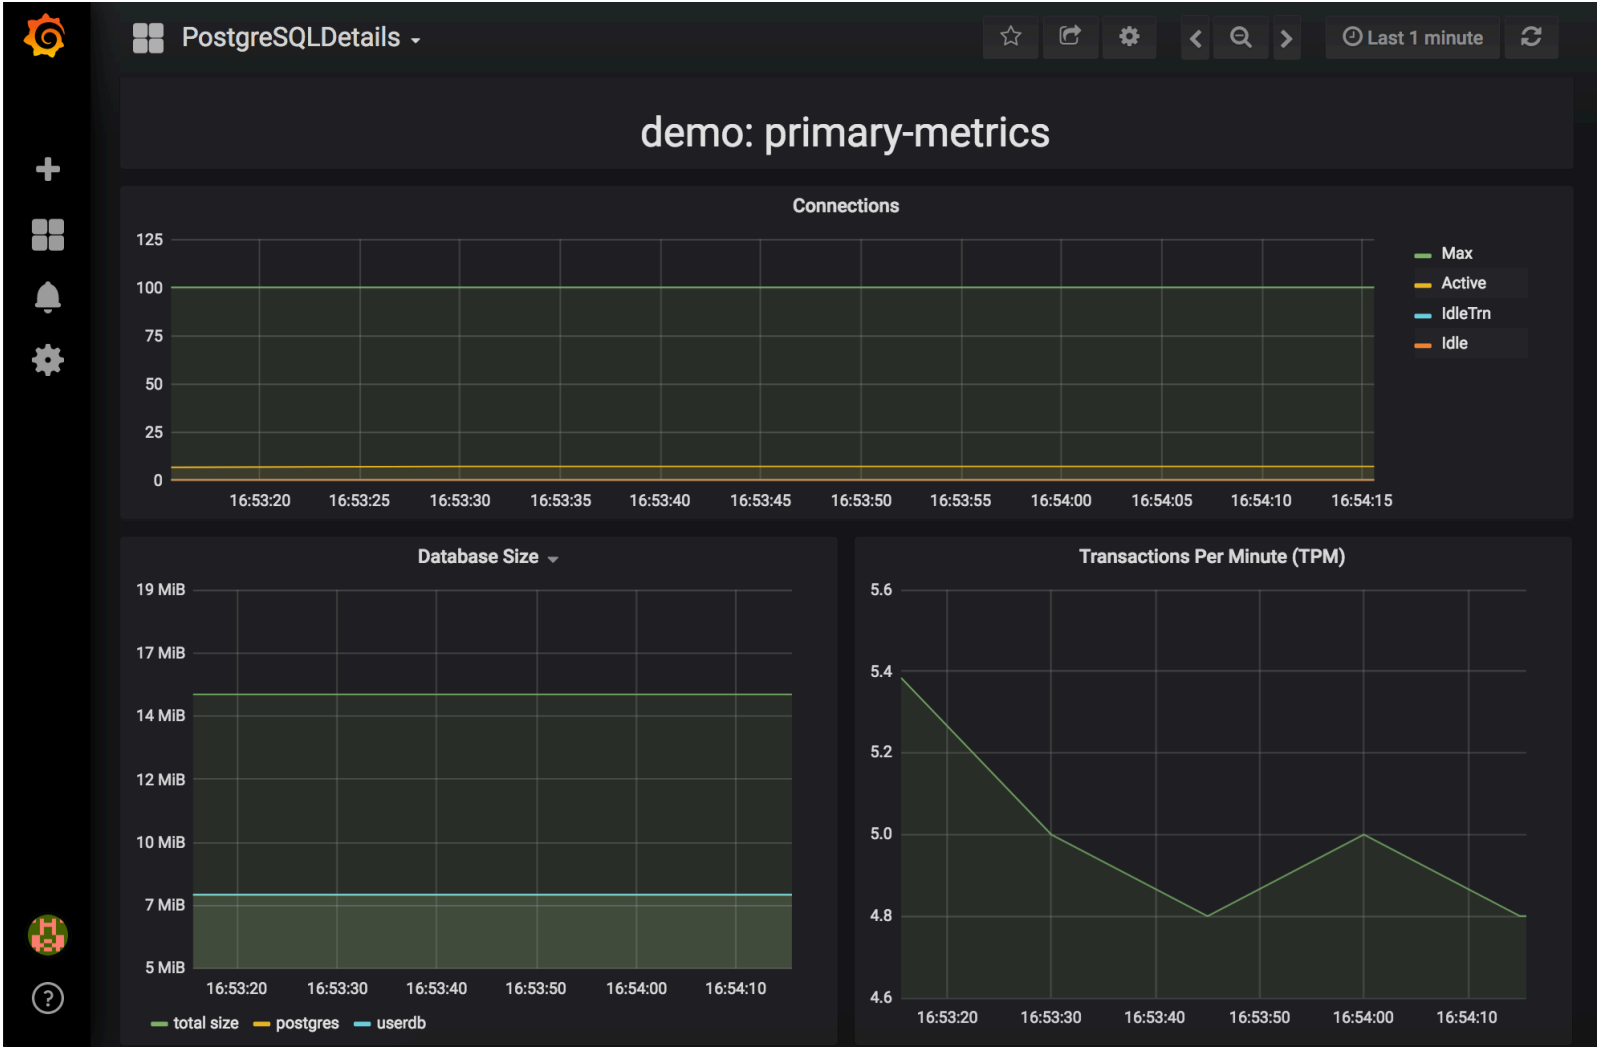 PostgreSQLDetails
Last 1 minute
demo: primary-metrics
Connections
125
100
75
50
25
0
16:53:20 16:53:25 16:53:30 16:53:35 16:53:40 16:53:45 16:53:50 16:53:55 16:54:00 16:54:05 16:54:10 16:54:15
Max
Active
IdleTrn
Idle
Database Size
19 MiB
17 MiB
14 MiB
12 MiB
10 MiB
7 MiB
5 MiB
16:53:20 16:53:30 16:53:40 16:53:50 16:54:00 16:54:10
total size postgres userdb
Transactions Per Minute (TPM)
5.6
5.4
5.2
5.0
4.8
4.6
16:53:20 16:53:30 16:53:40 16:53:50 16:54:00 16:54:10